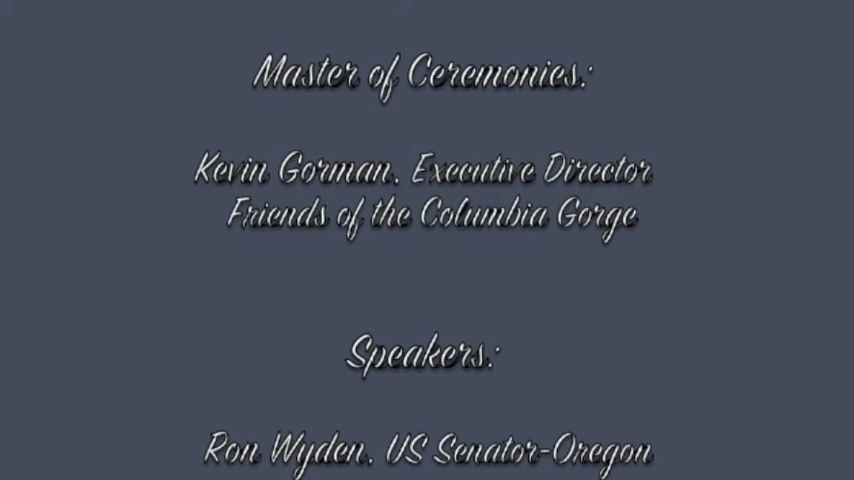 Master of Ceremonies:
Kevin Gorman, Executive Director
Friends of the Columbia Gorge
Speakers:
Ron Wyden, US Senator-Oregon